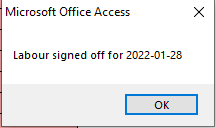 Microsoft Office Access
Labour signed off for 2022-01-28
OK